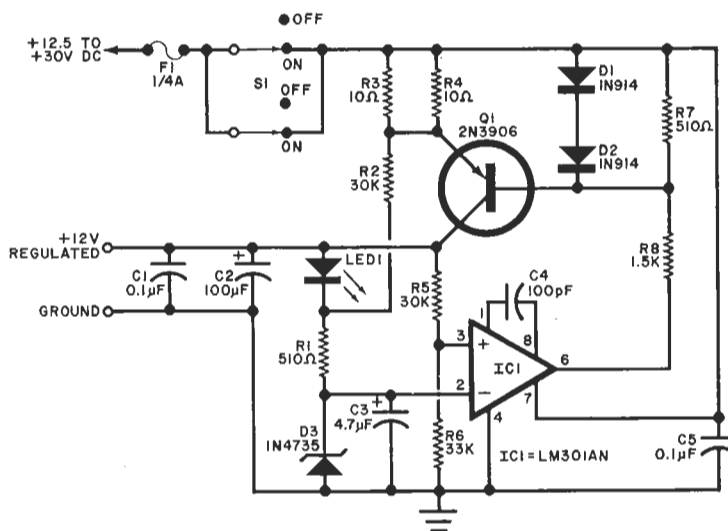 OFF
+12.5 TO
+30V DC
F1
1/4A
ON
S1
OFF
ON
R3
10Ω
R4
10Ω
Q1
2N3906
D1
1N914
R7
510Ω
D2
1N914
R2
30K
+12V
REGULATED
LED1
R8
1.5K
C1
0.1µF
C2
100µF
+
R5
30K
C4
100pF
GROUND
1
8
R1
510Ω
3
+
IC1
6
2
−
7
4
+
C3
4.7µF
D3
1N4735
R6
33K
IC1=LM301AN
C5
0.1µF